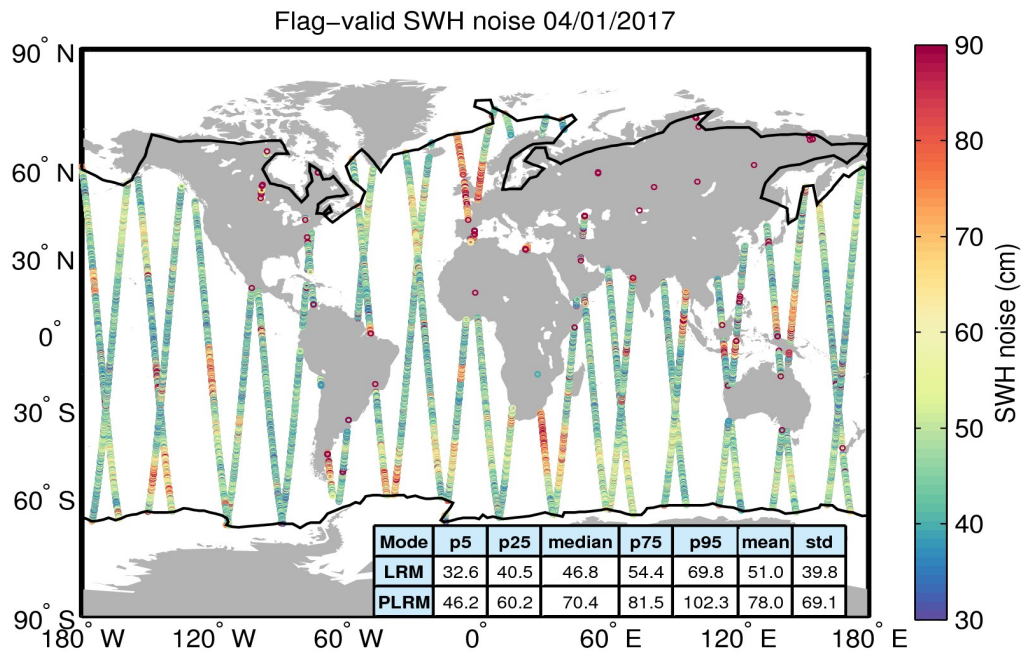 Flag−valid SWH noise 04/01/2017
90° N
60° N
30° N
0°
30° S
60° S
90° S
180° W
120° W
60° W
0°
60° E
120° E
180° E
Mode p5 p25 median p75 p95 mean std
LRM 32.6 40.5 46.8 54.4 69.8 51.0 39.8
PLRM 46.2 60.2 70.4 81.5 102.3 78.0 69.1
90
80
70
60
50
40
30
SWH noise (cm)